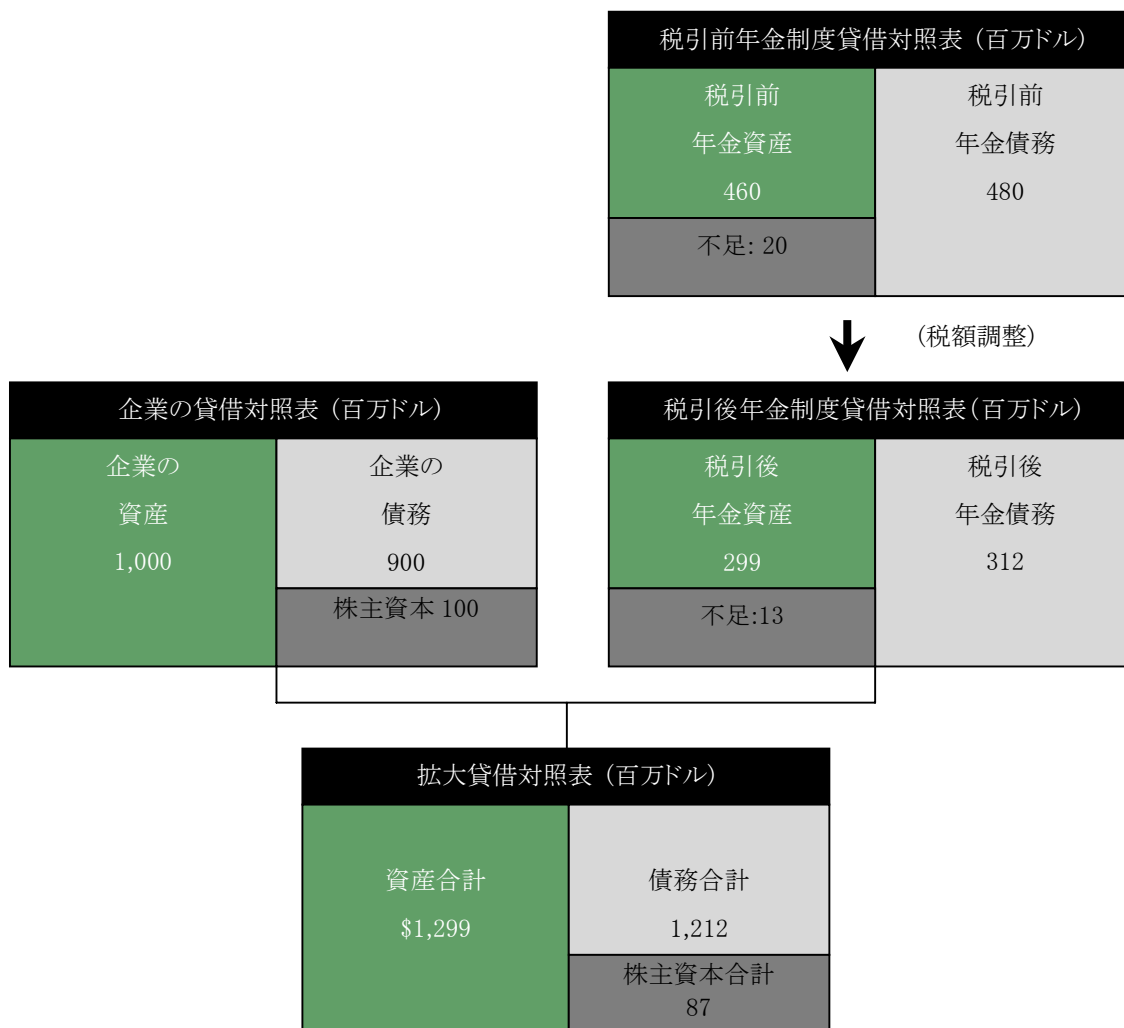 税引前年金制度貸借対照表 (百万ドル)
税引前
年金資産
460
税引前
年金債務
480
不足: 20
(税額調整)
企業の貸借対照表 (百万ドル)
企業の
資産
1,000
企業の
債務
900
株主資本 100
税引後年金制度貸借対照表(百万ドル)
税引後
年金資産
299
税引後
年金債務
312
不足:13
拡大貸借対照表 (百万ドル)
資産合計
$1,299
債務合計
1,212
株主資本合計
87